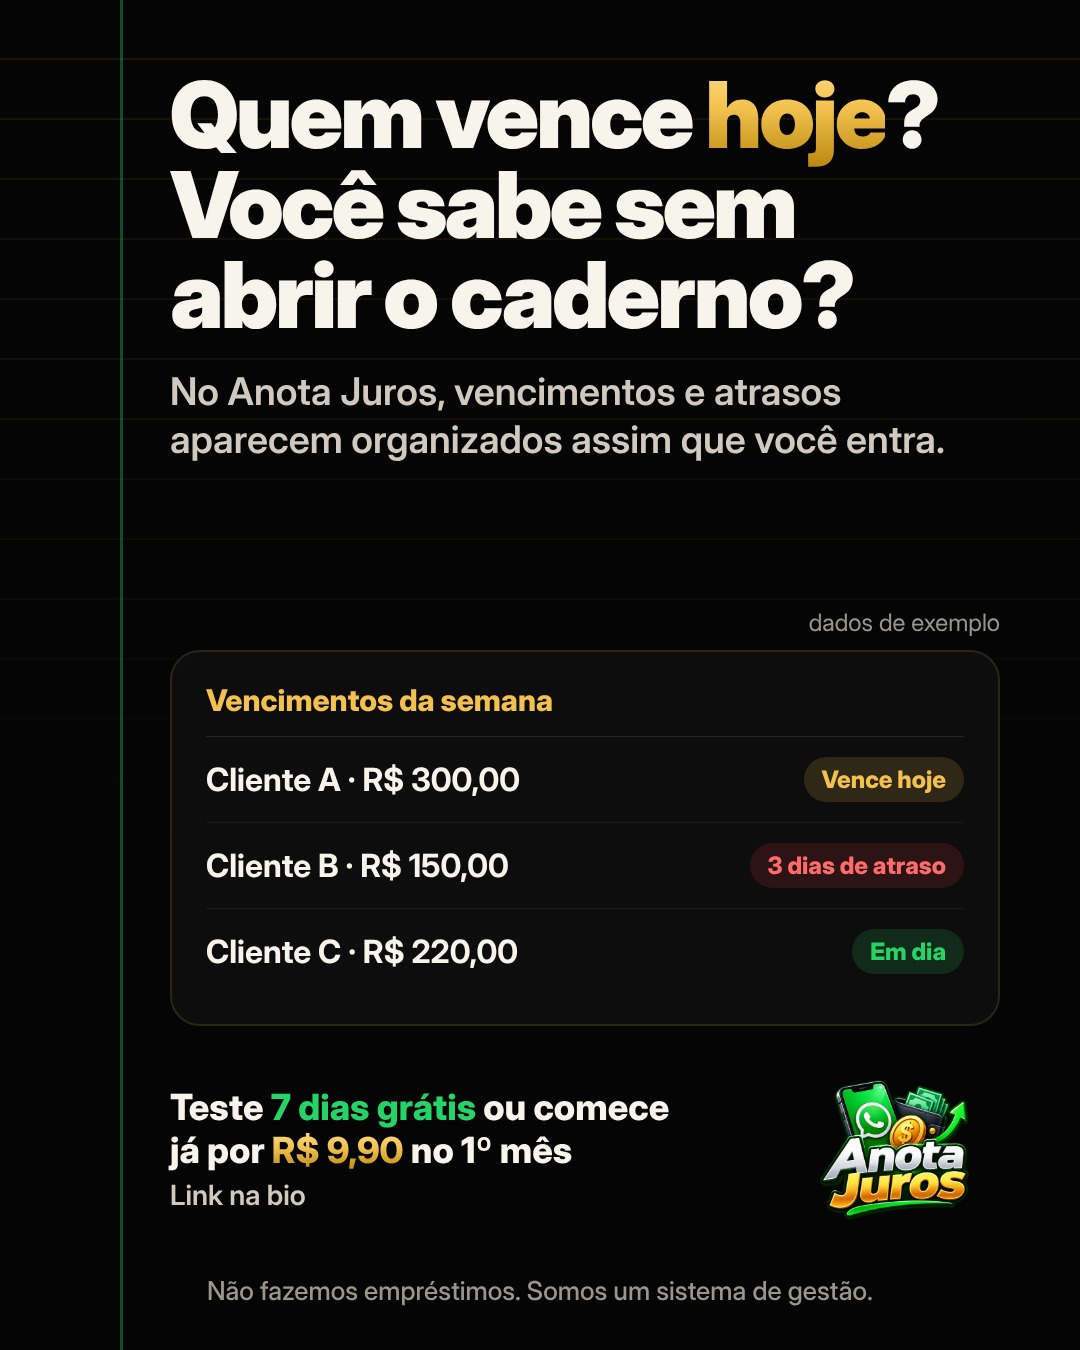 Quem vence hoje?
Você sabe sem
abrir o caderno?
No Anota Juros, vencimentos e atrasos
aparecem organizados assim que você entra.
dados de exemplo
Vencimentos da semana
Cliente A · R$ 300,00
Vence hoje
Cliente B · R$ 150,00
3 dias de atraso
Cliente C · R$ 220,00
Em dia
Teste 7 dias grátis ou comece
já por R$ 9,90 no 1º mês
Link na bio
Anota
Juros
Não fazemos empréstimos. Somos um sistema de gestão.